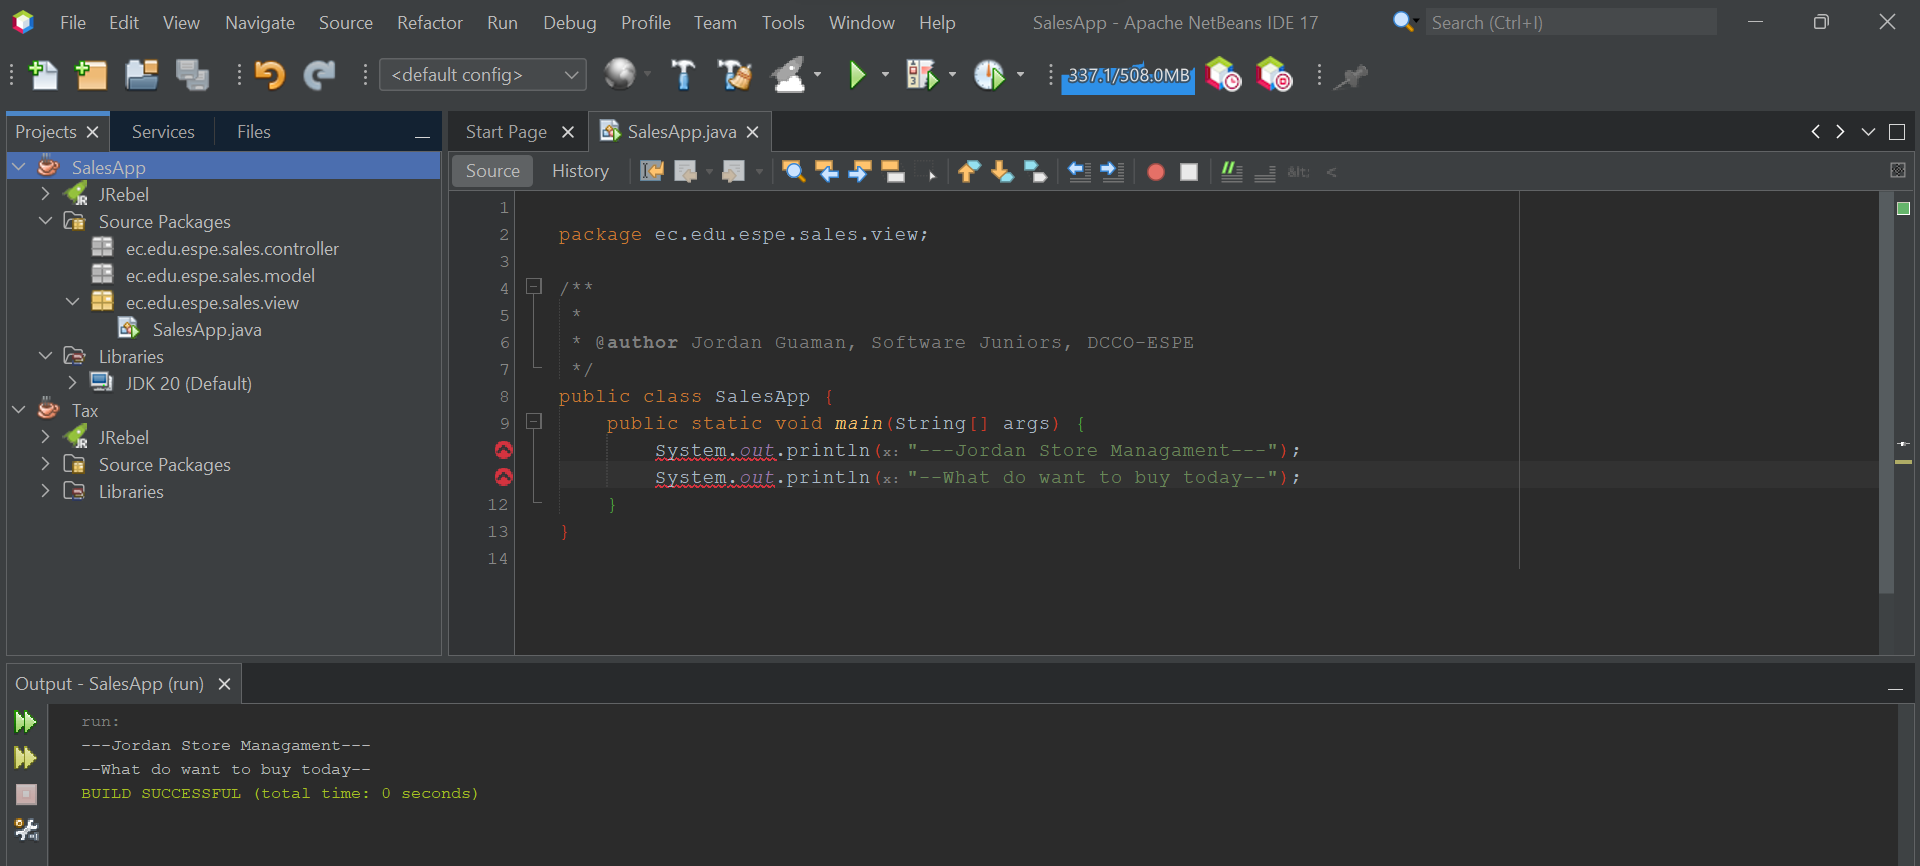 File Edit View Navigate Source Refactor Run Debug Profile Team Tools Window Help SalesApp - Apache NetBeans IDE 17 Search (Ctrl+I)
<default config> 337.1/508.0MB
Projects Services Files
SalesApp
JRebel
Source Packages
ec.edu.espe.sales.controller
ec.edu.espe.sales.model
ec.edu.espe.sales.view
SalesApp.java
Libraries
JDK 20 (Default)
Tax
JRebel
Source Packages
Libraries
Start Page SalesApp.java
Source History &lt; <
1
2 package ec.edu.espe.sales.view;
3
4 /**
5 *
6 * @author Jordan Guaman, Software Juniors, DCCO-ESPE
7 */
8 public class SalesApp {
9 public static void main(String[] args) {
System.out.println(x: "---Jordan Store Managament---");
System.out.println(x: "--What do want to buy today--");
12 }
13 }
14
Output - SalesApp (run)
run:
---Jordan Store Managament---
--What do want to buy today--
BUILD SUCCESSFUL (total time: 0 seconds)